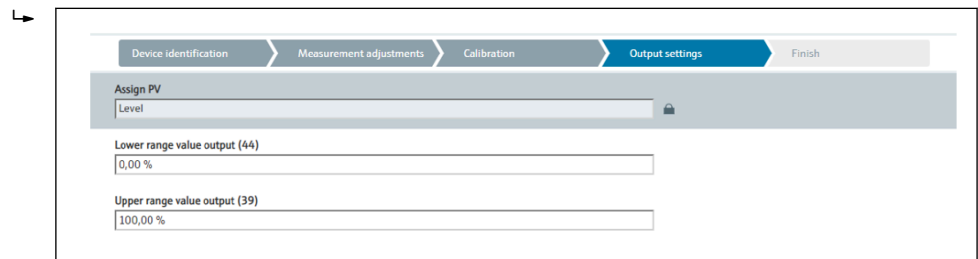 Device identification Measurement adjustments Calibration Output settings Finish
Assign PV
Level
Lower range value output (44)
0,00 %
Upper range value output (39)
100,00 %